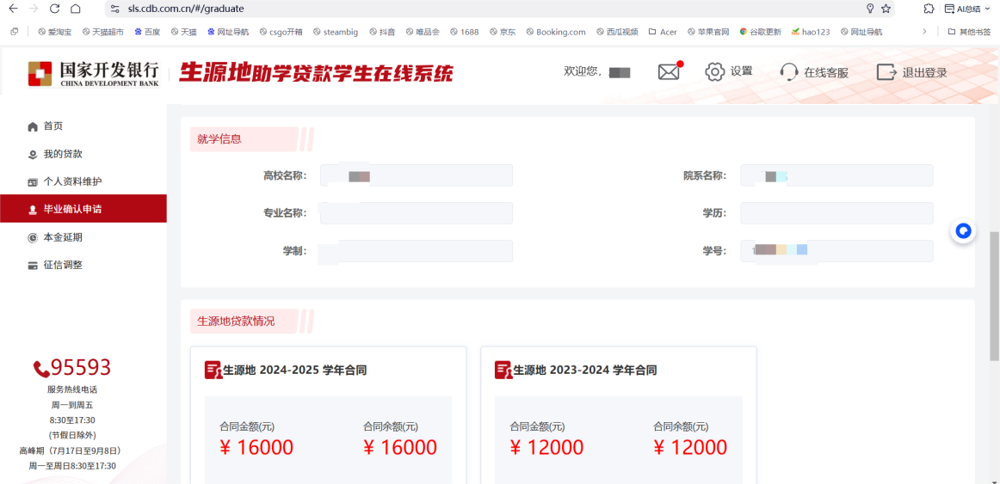 sls.cdb.com.cn/#/graduate
AI总结
爱淘宝 天猫超市 百度 天猫 网址导航 csgo开箱 steambig 抖音 唯品会 1688 京东 Booking.com 西瓜视频 Acer 苹果官网 谷歌更新 hao123 网址导航 其他书签
国家开发银行
CHINA DEVELOPMENT BANK
生源地助学贷款学生在线系统
欢迎您,
设置
在线客服
退出登录
首页
我的贷款
个人资料维护
毕业确认申请
本金延期
征信调整
95593
服务热线电话
周一到周五
8:30至17:30
(节假日除外)
高峰期（7月17日至9月8日）
周一至周日8:30至17:30
就学信息
高校名称： 院系名称：
专业名称： 学历：
学制： 学号：
生源地贷款情况
生源地 2024-2025 学年合同
合同金额(元) 合同余额(元)
¥ 16000 ¥ 16000
生源地 2023-2024 学年合同
合同金额(元) 合同余额(元)
¥ 12000 ¥ 12000